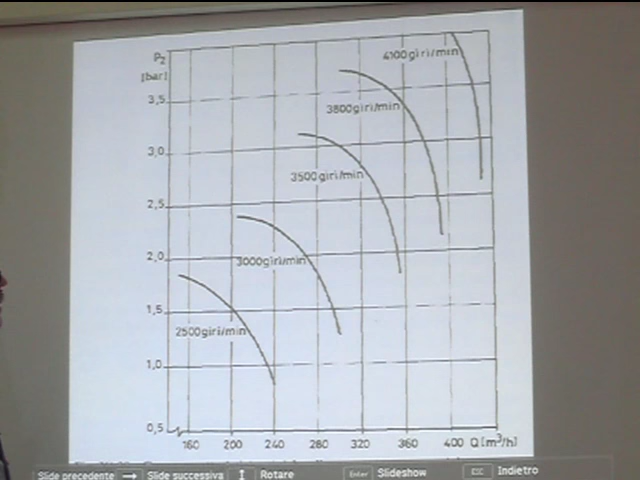 P2
[bar]
3,5
3,0
2,5
2,0
1,5
1,0
0,5
4100giri/min
3800giri/min
3500giri/min
3000giri/min
2500giri/min
160 200 240 280 320 360 400 Q[m³/h]
Slide precedente → Slide successiva Rotare Enter Slideshow ESC Indietro